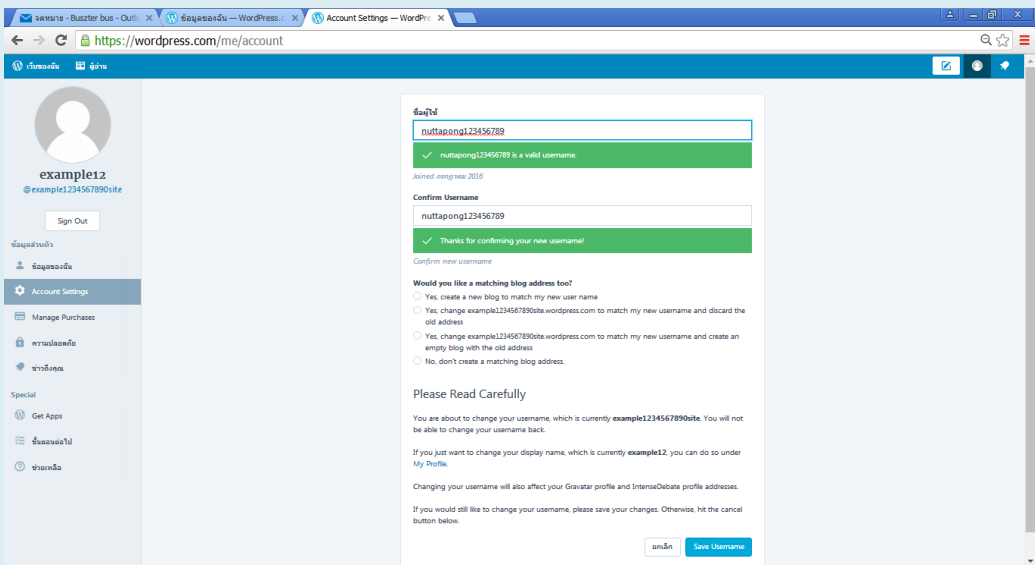 จดหมาย - Buszter bus - Outl
ข้อมูลของฉัน — WordPress.c
Account Settings — WordPre
https://wordpress.com/me/account
เว็บของฉัน
ผู้อ่าน
example12
@example1234567890site
Sign Out
ข้อมูลส่วนตัว
ข้อมูลของฉัน
Account Settings
Manage Purchases
ความปลอดภัย
ข่าวถึงคุณ
Special
Get Apps
ขั้นตอนต่อไป
ช่วยเหลือ
ชื่อผู้ใช้
nuttapong123456789
nuttapong123456789 is a valid username.
Joined กรกฎาคม 2016
Confirm Username
nuttapong123456789
Thanks for confirming your new username!
Confirm new username
Would you like a matching blog address too?
Yes, create a new blog to match my new user name
Yes, change example1234567890site.wordpress.com to match my new username and discard the
old address
Yes, change example1234567890site.wordpress.com to match my new username and create an
empty blog with the old address
No, don't create a matching blog address.
Please Read Carefully
You are about to change your username, which is currently example1234567890site. You will not
be able to change your username back.
If you just want to change your display name, which is currently example12, you can do so under
My Profile.
Changing your username will also affect your Gravatar profile and IntenseDebate profile addresses.
If you would still like to change your username, please save your changes. Otherwise, hit the cancel
button below.
ยกเลิก
Save Username